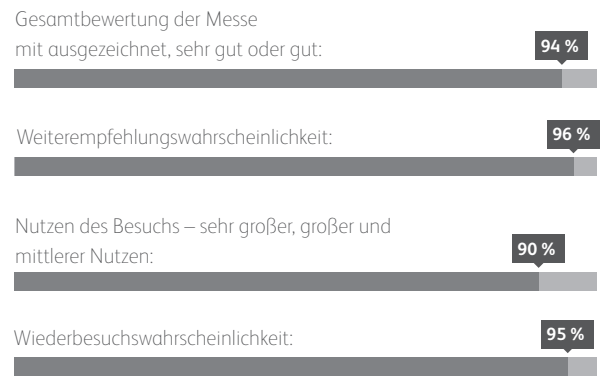 Gesamtbewertung der Messe
mit ausgezeichnet, sehr gut oder gut:
94 %
Weiterempfehlungswahrscheinlichkeit:
96 %
Nutzen des Besuchs – sehr großer, großer und
mittlerer Nutzen:
90 %
Wiederbesuchswahrscheinlichkeit:
95 %